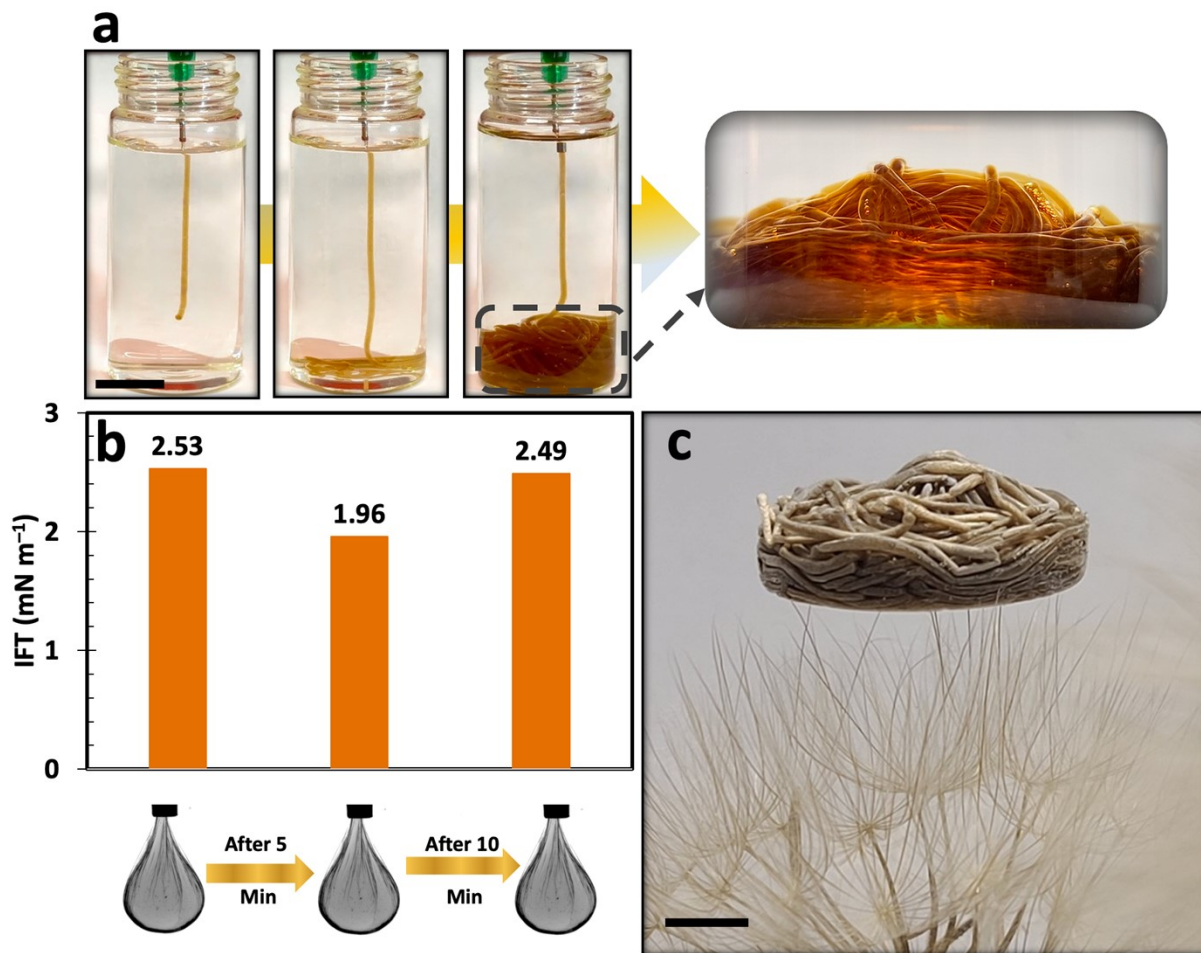 a
b
3
2
1
0
IFT (mN m⁻¹)
2.53
1.96
2.49
After 5
Min
After 10
Min
c